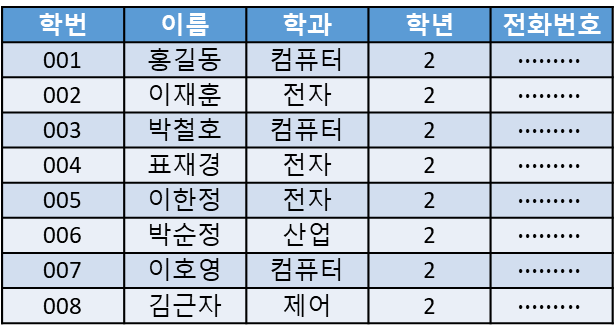 학번 이름 학과 학년 전화번호
001 홍길동 컴퓨터 2 ·········
002 이재훈 전자 2 ·········
003 박철호 컴퓨터 2 ·········
004 표재경 전자 2 ·········
005 이한정 전자 2 ·········
006 박순정 산업 2 ·········
007 이호영 컴퓨터 2 ·········
008 김근자 제어 2 ·········